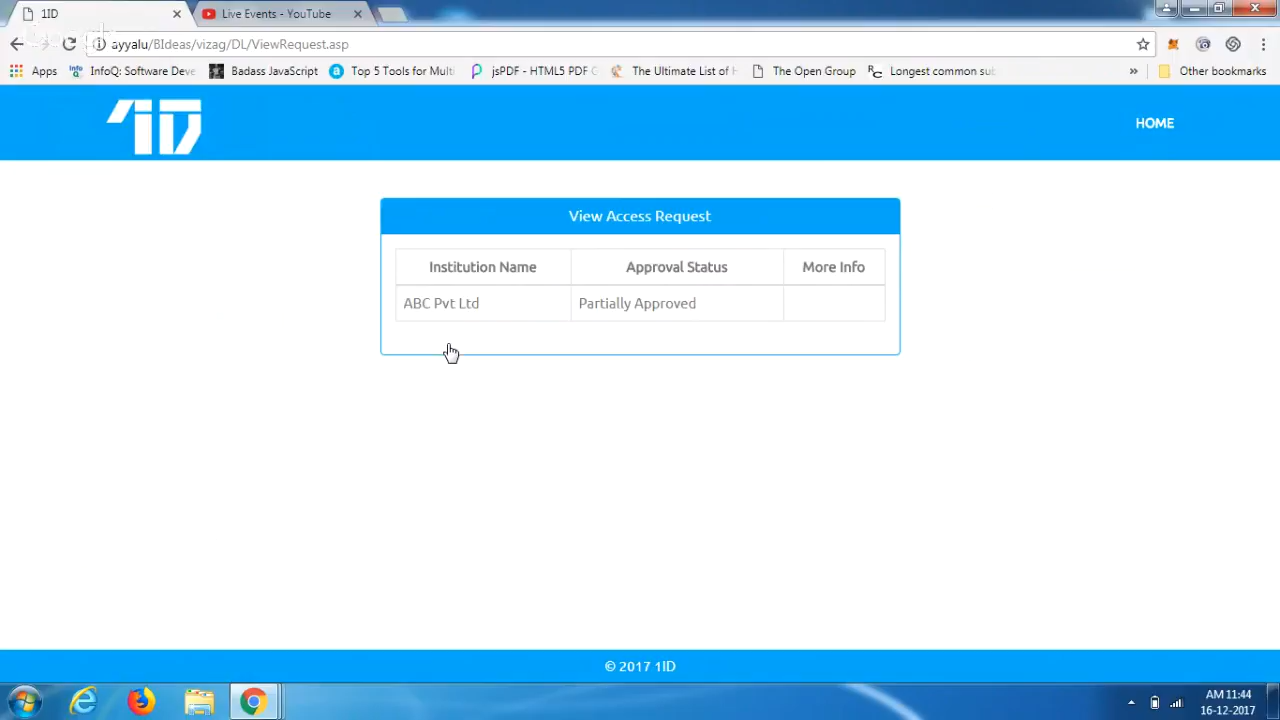 1ID
Live Events - YouTube
ayyalu/BIdeas/vizag/DL/ViewRequest.asp
Apps
InfoQ: Software Deve
Badass JavaScript
Top 5 Tools for Multi
jsPDF - HTML5 PDF G
The Ultimate List of H
The Open Group
Longest common sub
»
Other bookmarks
1ID
HOME
View Access Request
Institution Name Approval Status More Info
ABC Pvt Ltd Partially Approved
© 2017 1ID
AM 11:44
16-12-2017